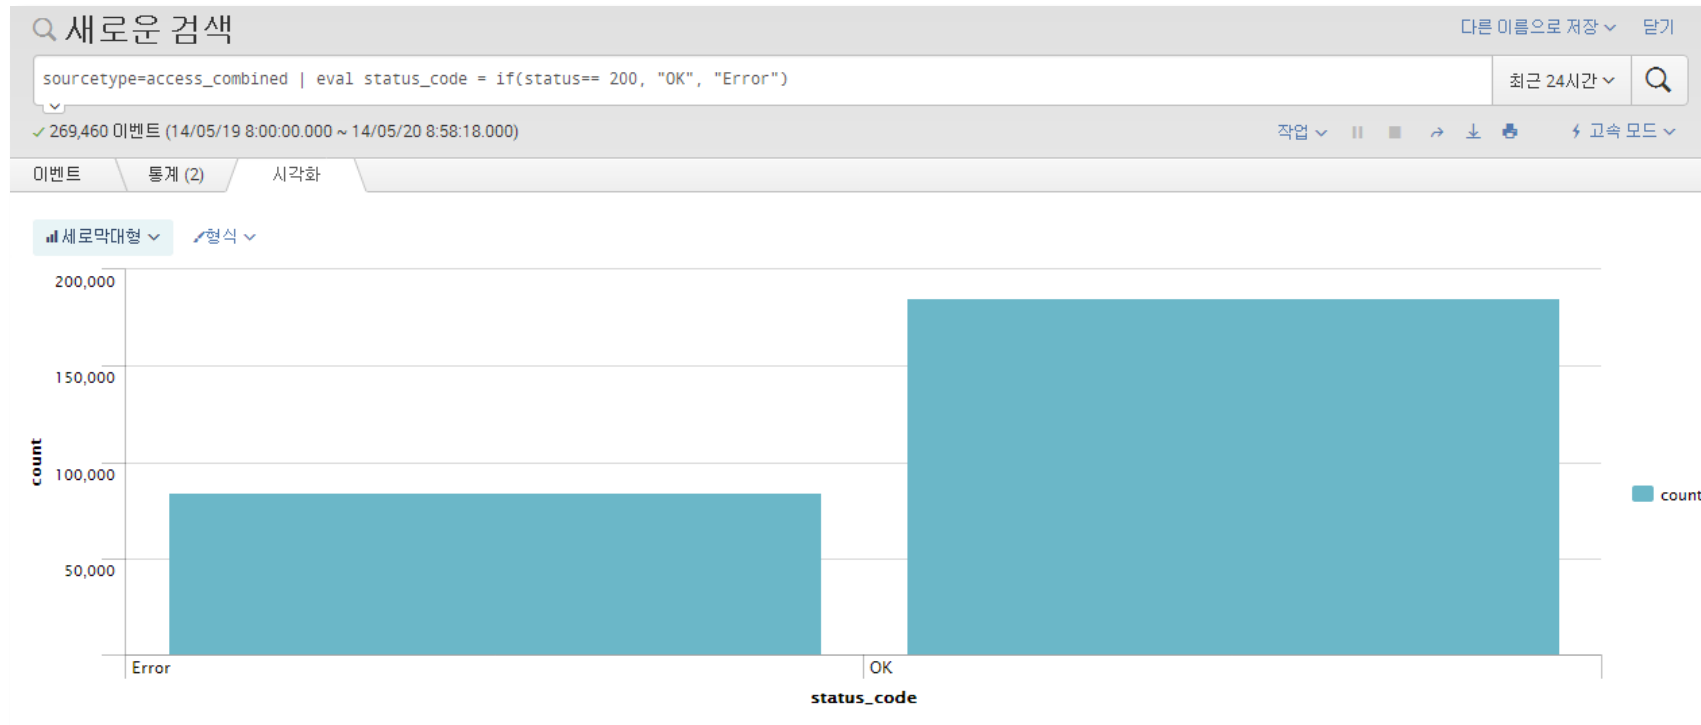 새로운 검색
다른 이름으로 저장 닫기
sourcetype=access_combined | eval status_code = if(status== 200, "OK", "Error")
최근 24시간
269,460 이벤트 (14/05/19 8:00:00.000 ~ 14/05/20 8:58:18.000)
작업 고속 모드
이벤트 통계 (2) 시각화
세로막대형 형식
200,000
150,000
100,000
50,000
count
count
Error OK
status_code